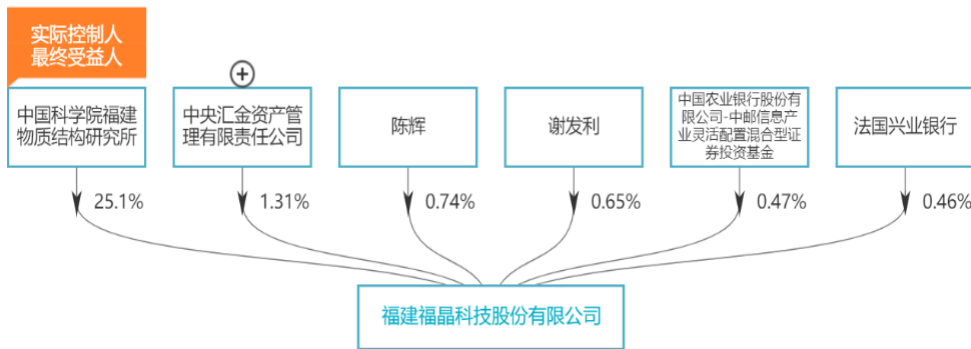 实际控制人
最终受益人
中国科学院福建
物质结构研究所
中央汇金资产管
理有限责任公司
陈辉
谢发利
中国农业银行股份有
限公司-中邮信息产
业灵活配置混合型证
券投资基金
法国兴业银行
25.1%
1.31%
0.74%
0.65%
0.47%
0.46%
福建福晶科技股份有限公司